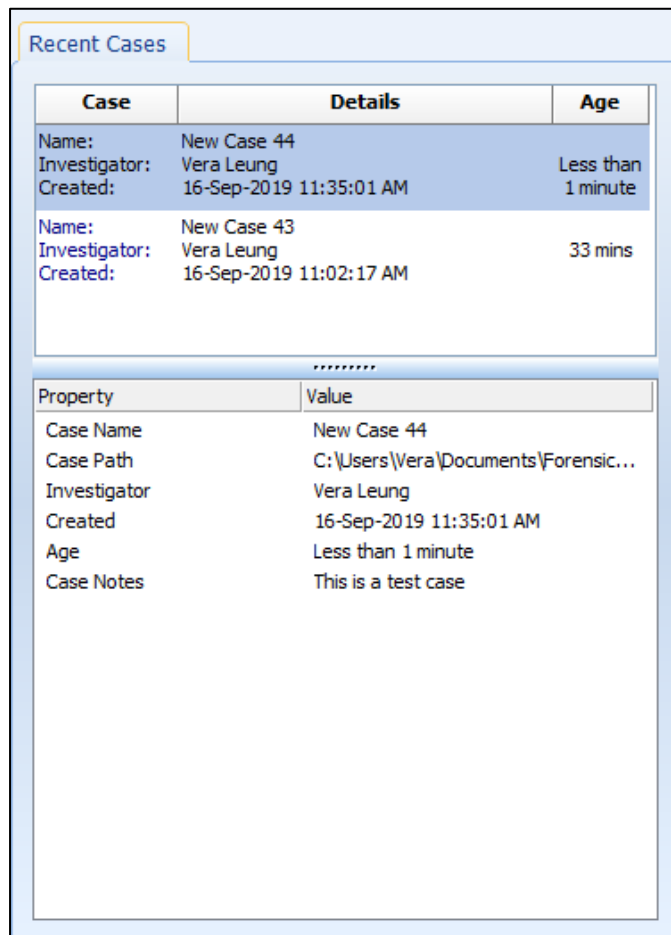 Recent Cases
Case Details Age
Name: New Case 44
Investigator: Vera Leung Less than
Created: 16-Sep-2019 11:35:01 AM 1 minute
Name: New Case 43
Investigator: Vera Leung 33 mins
Created: 16-Sep-2019 11:02:17 AM
Property Value
Case Name New Case 44
Case Path C:\Users\Vera\Documents\Forensic...
Investigator Vera Leung
Created 16-Sep-2019 11:35:01 AM
Age Less than 1 minute
Case Notes This is a test case